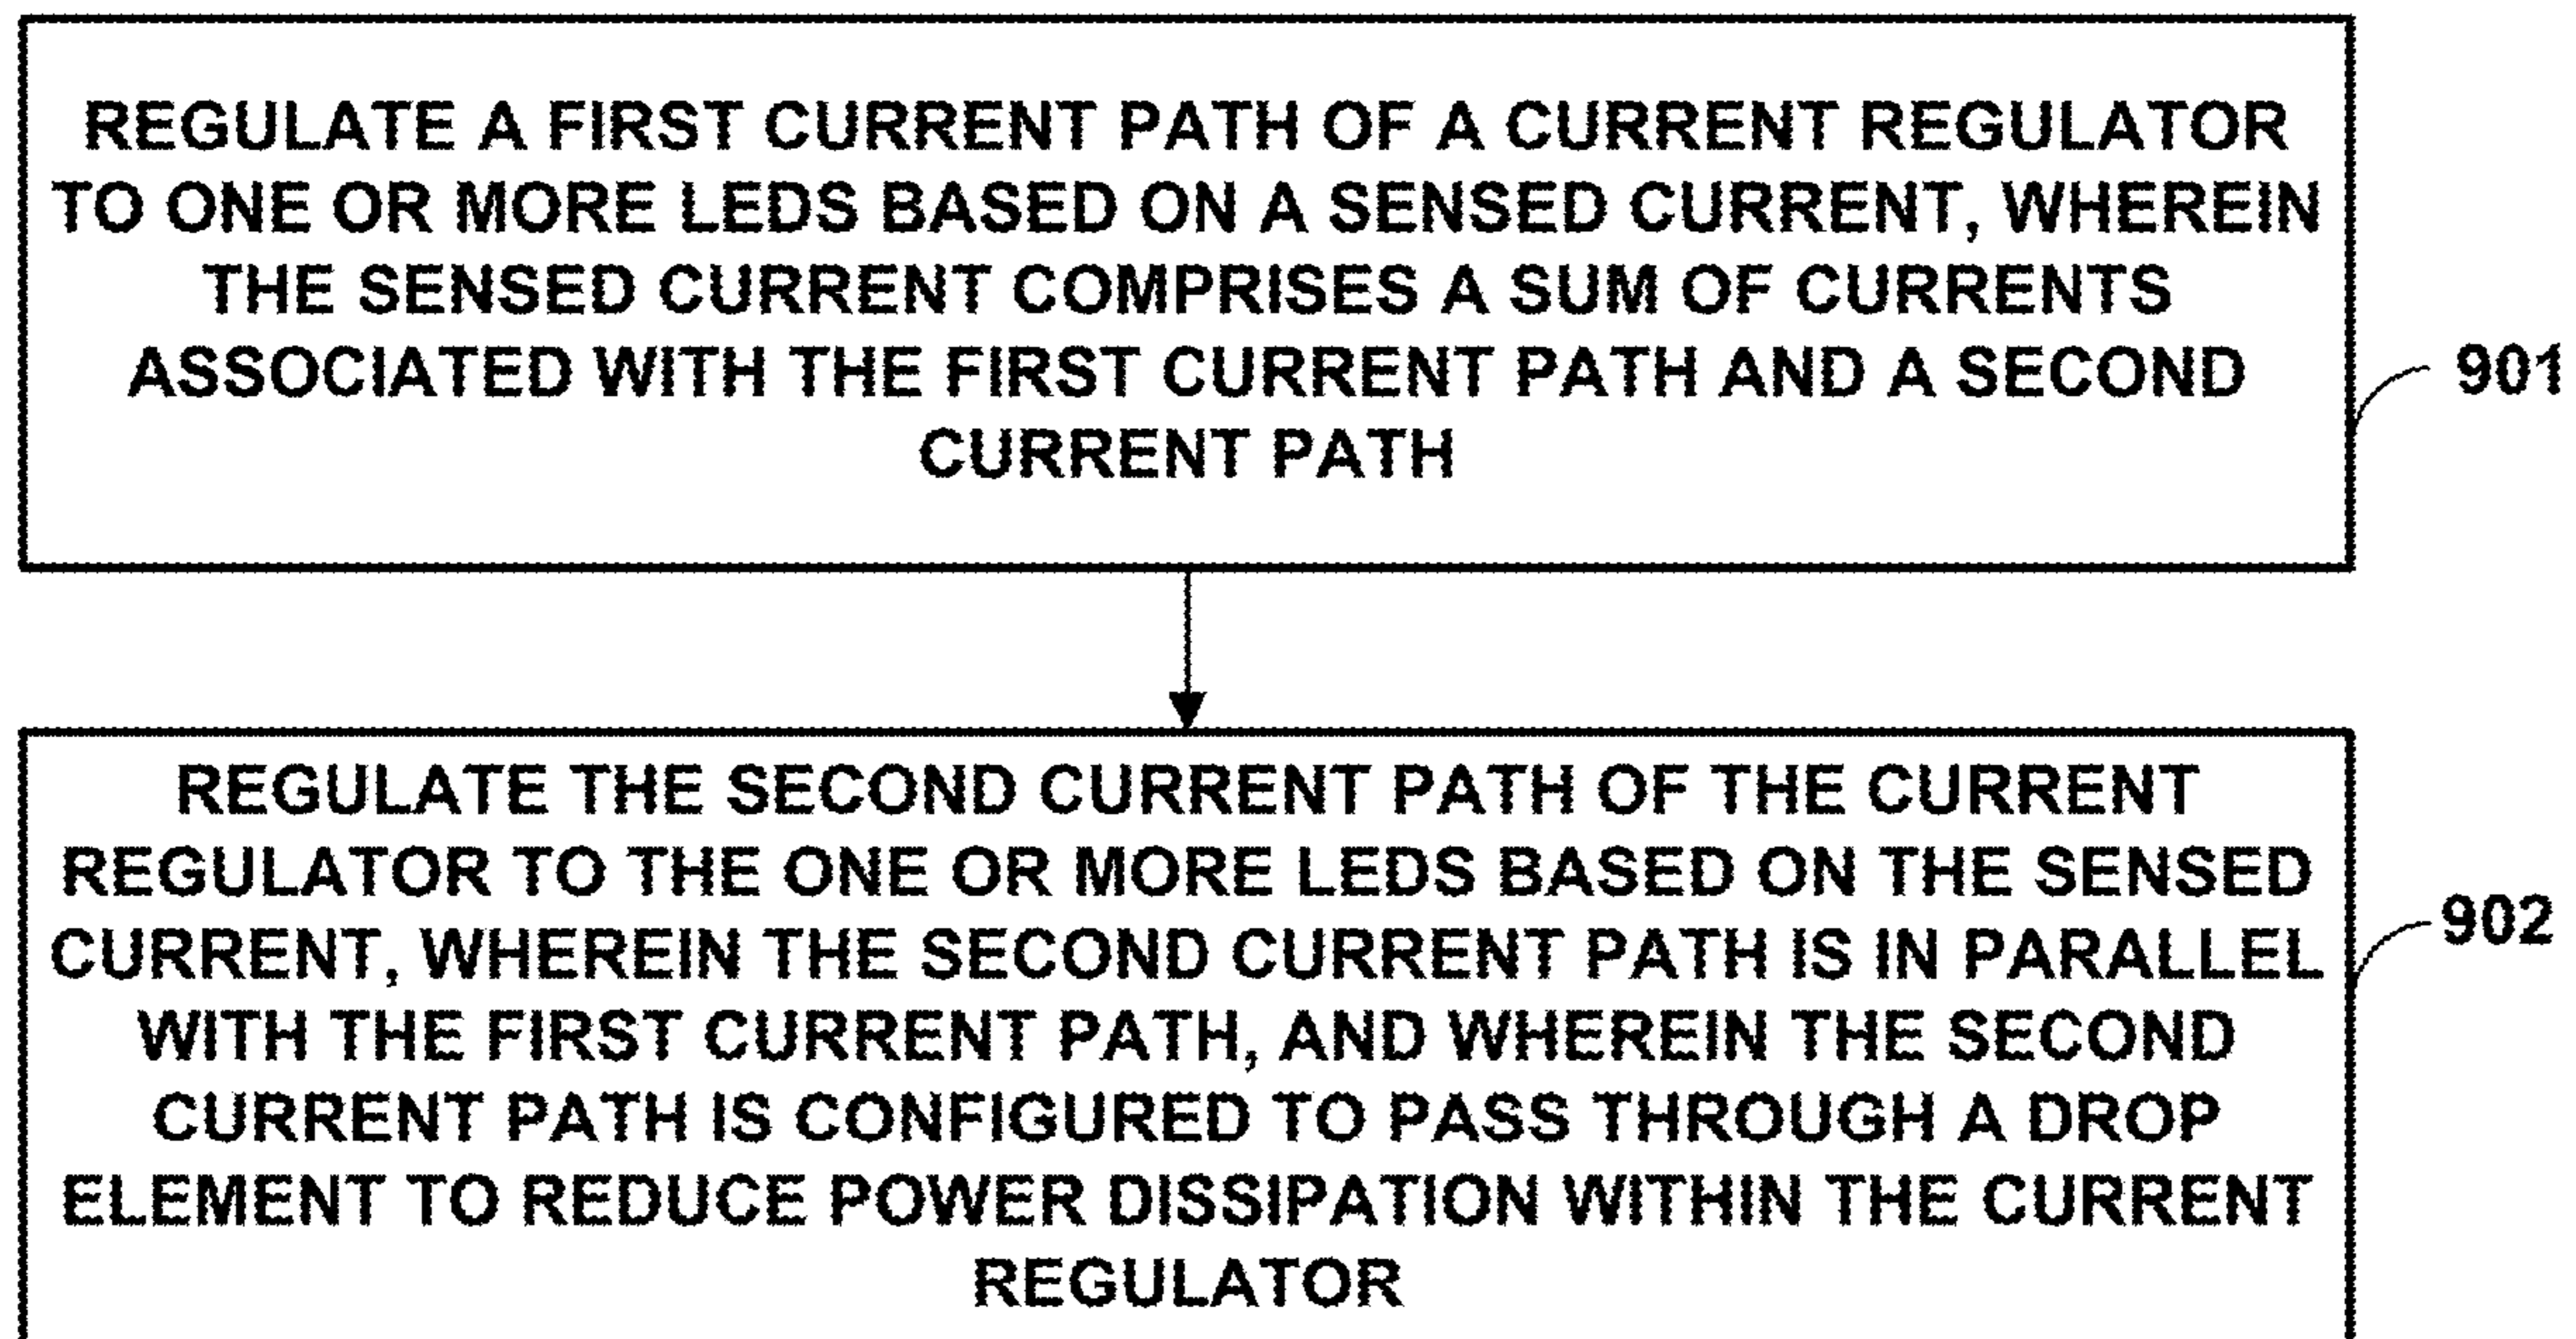 REGULATE A FIRST CURRENT PATH OF A CURRENT REGULATOR
TO ONE OR MORE LEDS BASED ON A SENSED CURRENT, WHEREIN
THE SENSED CURRENT COMPRISES A SUM OF CURRENTS
ASSOCIATED WITH THE FIRST CURRENT PATH AND A SECOND
CURRENT PATH
901
REGULATE THE SECOND CURRENT PATH OF THE CURRENT
REGULATOR TO THE ONE OR MORE LEDS BASED ON THE SENSED
CURRENT, WHEREIN THE SECOND CURRENT PATH IS IN PARALLEL
WITH THE FIRST CURRENT PATH, AND WHEREIN THE SECOND
CURRENT PATH IS CONFIGURED TO PASS THROUGH A DROP
ELEMENT TO REDUCE POWER DISSIPATION WITHIN THE CURRENT
REGULATOR
902